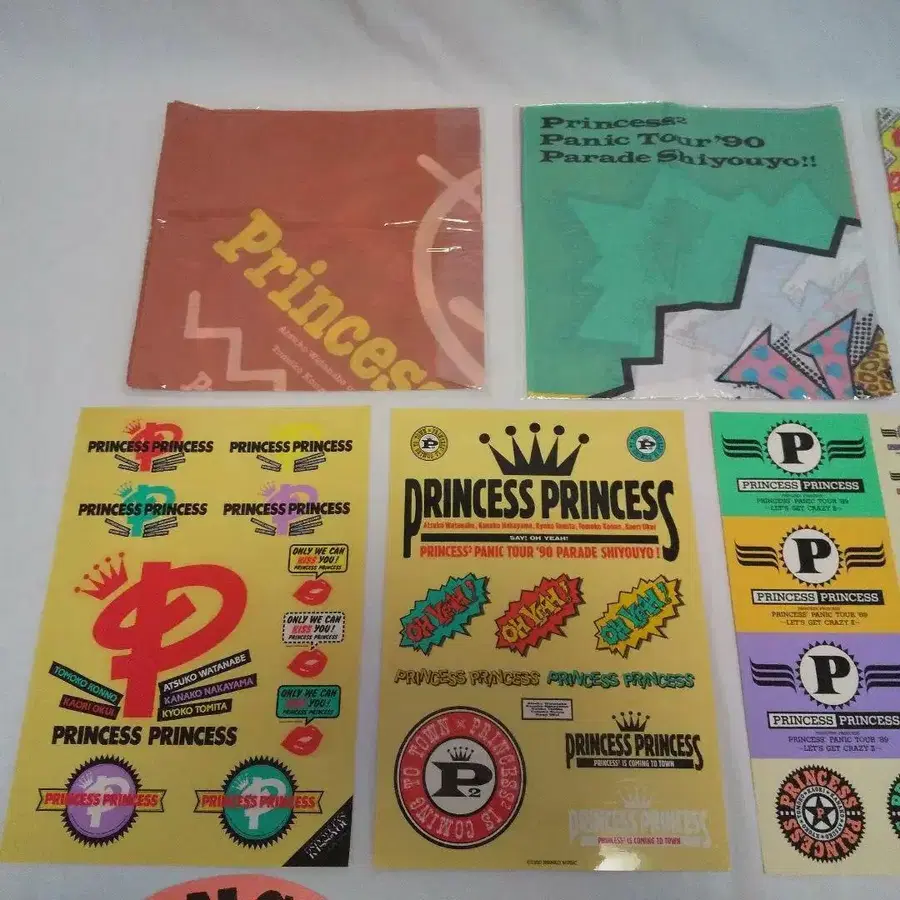 Princess
Atsuko Watanabe
Princess²
Panic Tour '90
Parade Shiyouyo!!
PRINCESS PRINCESS
PRINCESS PRINCESS
PRINCESS PRINCESS
PRINCESS PRINCESS
ONLY WE CAN
KISS YOU!
PRINCESS PRINCESS
ONLY WE CAN
KISS YOU!
PRINCESS PRINCESS
ONLY WE CAN
KISS YOU!
PRINCESS PRINCESS
P
TOMOKO KONNO
KAORI OKUI
ATSUKO WATANABE
KANAKO NAKAYAMA
KYOKO TOMITA
PRINCESS PRINCESS
PRINCESS PRINCESS
PRINCESS PRINCESS
P
P
PRINCESS PRINCESS
Atsuko Watanabe, Kanako Nakayama, Kyoko Tomita, Tomoko Konno, Kaori Okui
SAY! OH YEAH!
PRINCESS² PANIC TOUR '90 PARADE SHIYOUYO!
OH YEAH!
OH YEAH!
OH YEAH!
PRINCESS PRINCESS
PRINCESS PRINCESS
PRINCESS IS COMING TO TOWN
P2
PRINCESS PRINCESS
PRINCESS² IS COMING TO TOWN
PRINCESS PRINCESS
PRINCESS² IS COMING TO TOWN
P
PRINCESS PRINCESS
PRINCESS² PANIC TOUR '89
—LET'S GET CRAZY II—
P
PRINCESS PRINCESS
PRINCESS² PANIC TOUR '89
—LET'S GET CRAZY II—
P
PRINCESS PRINCESS
PRINCESS² PANIC TOUR '89
—LET'S GET CRAZY II—
PRINCESS PRINCESS